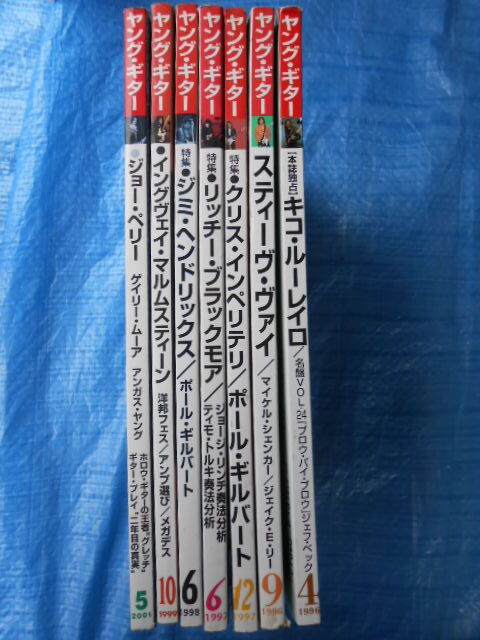 ヤング・ギター
●ジョー・ペリー
ゲイリー・ムーア
アンガス・ヤング
ホロウ・ギターの王者"グレッチ"
ギター・プレイ"二年目の真実"
5
2001
ヤング・ギター
●イングヴェイ・マルムスティーン
洋邦フェス/アンプ選び/メガデス
10
1999
ヤング・ギター
特集●ジミ・ヘンドリックス/ポール・ギルバート
6
1998
ヤング・ギター
特集●リッチー・ブラックモア/
ジョージ・リンチ奏法分析
ティモ・トルキ奏法分析
6
1997
ヤング・ギター
特集●クリス・インペリテリ/ポール・ギルバート
12
1997
ヤング・ギター
スティーヴ・ヴァイ/マイケル・シェンカー/ジェイク・E・リー
9
1996
ヤング・ギター
[本誌独占]キコ・ルーレイロ/名盤VOL.24「ブロウ・バイ・ブロウ」ジェフ・ベック
4
1996